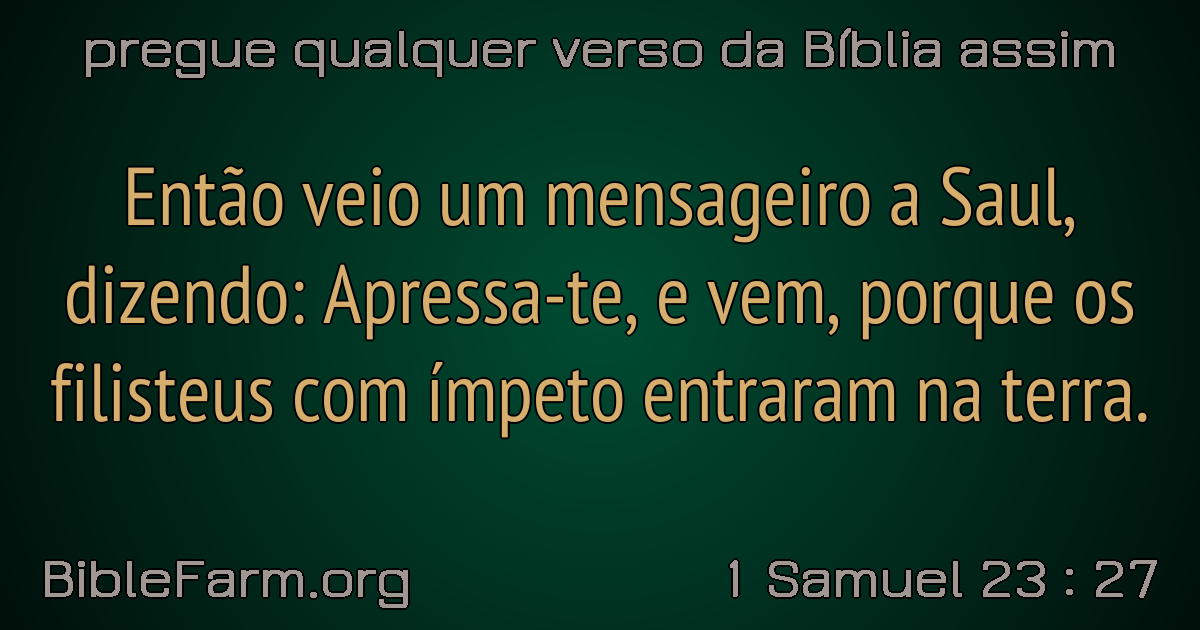 pregue qualquer verso da Bíblia assim
Então veio um mensageiro a Saul,
dizendo: Apressa-te, e vem, porque os
filisteus com ímpeto entraram na terra.
BibleFarm.org
1 Samuel 23 : 27